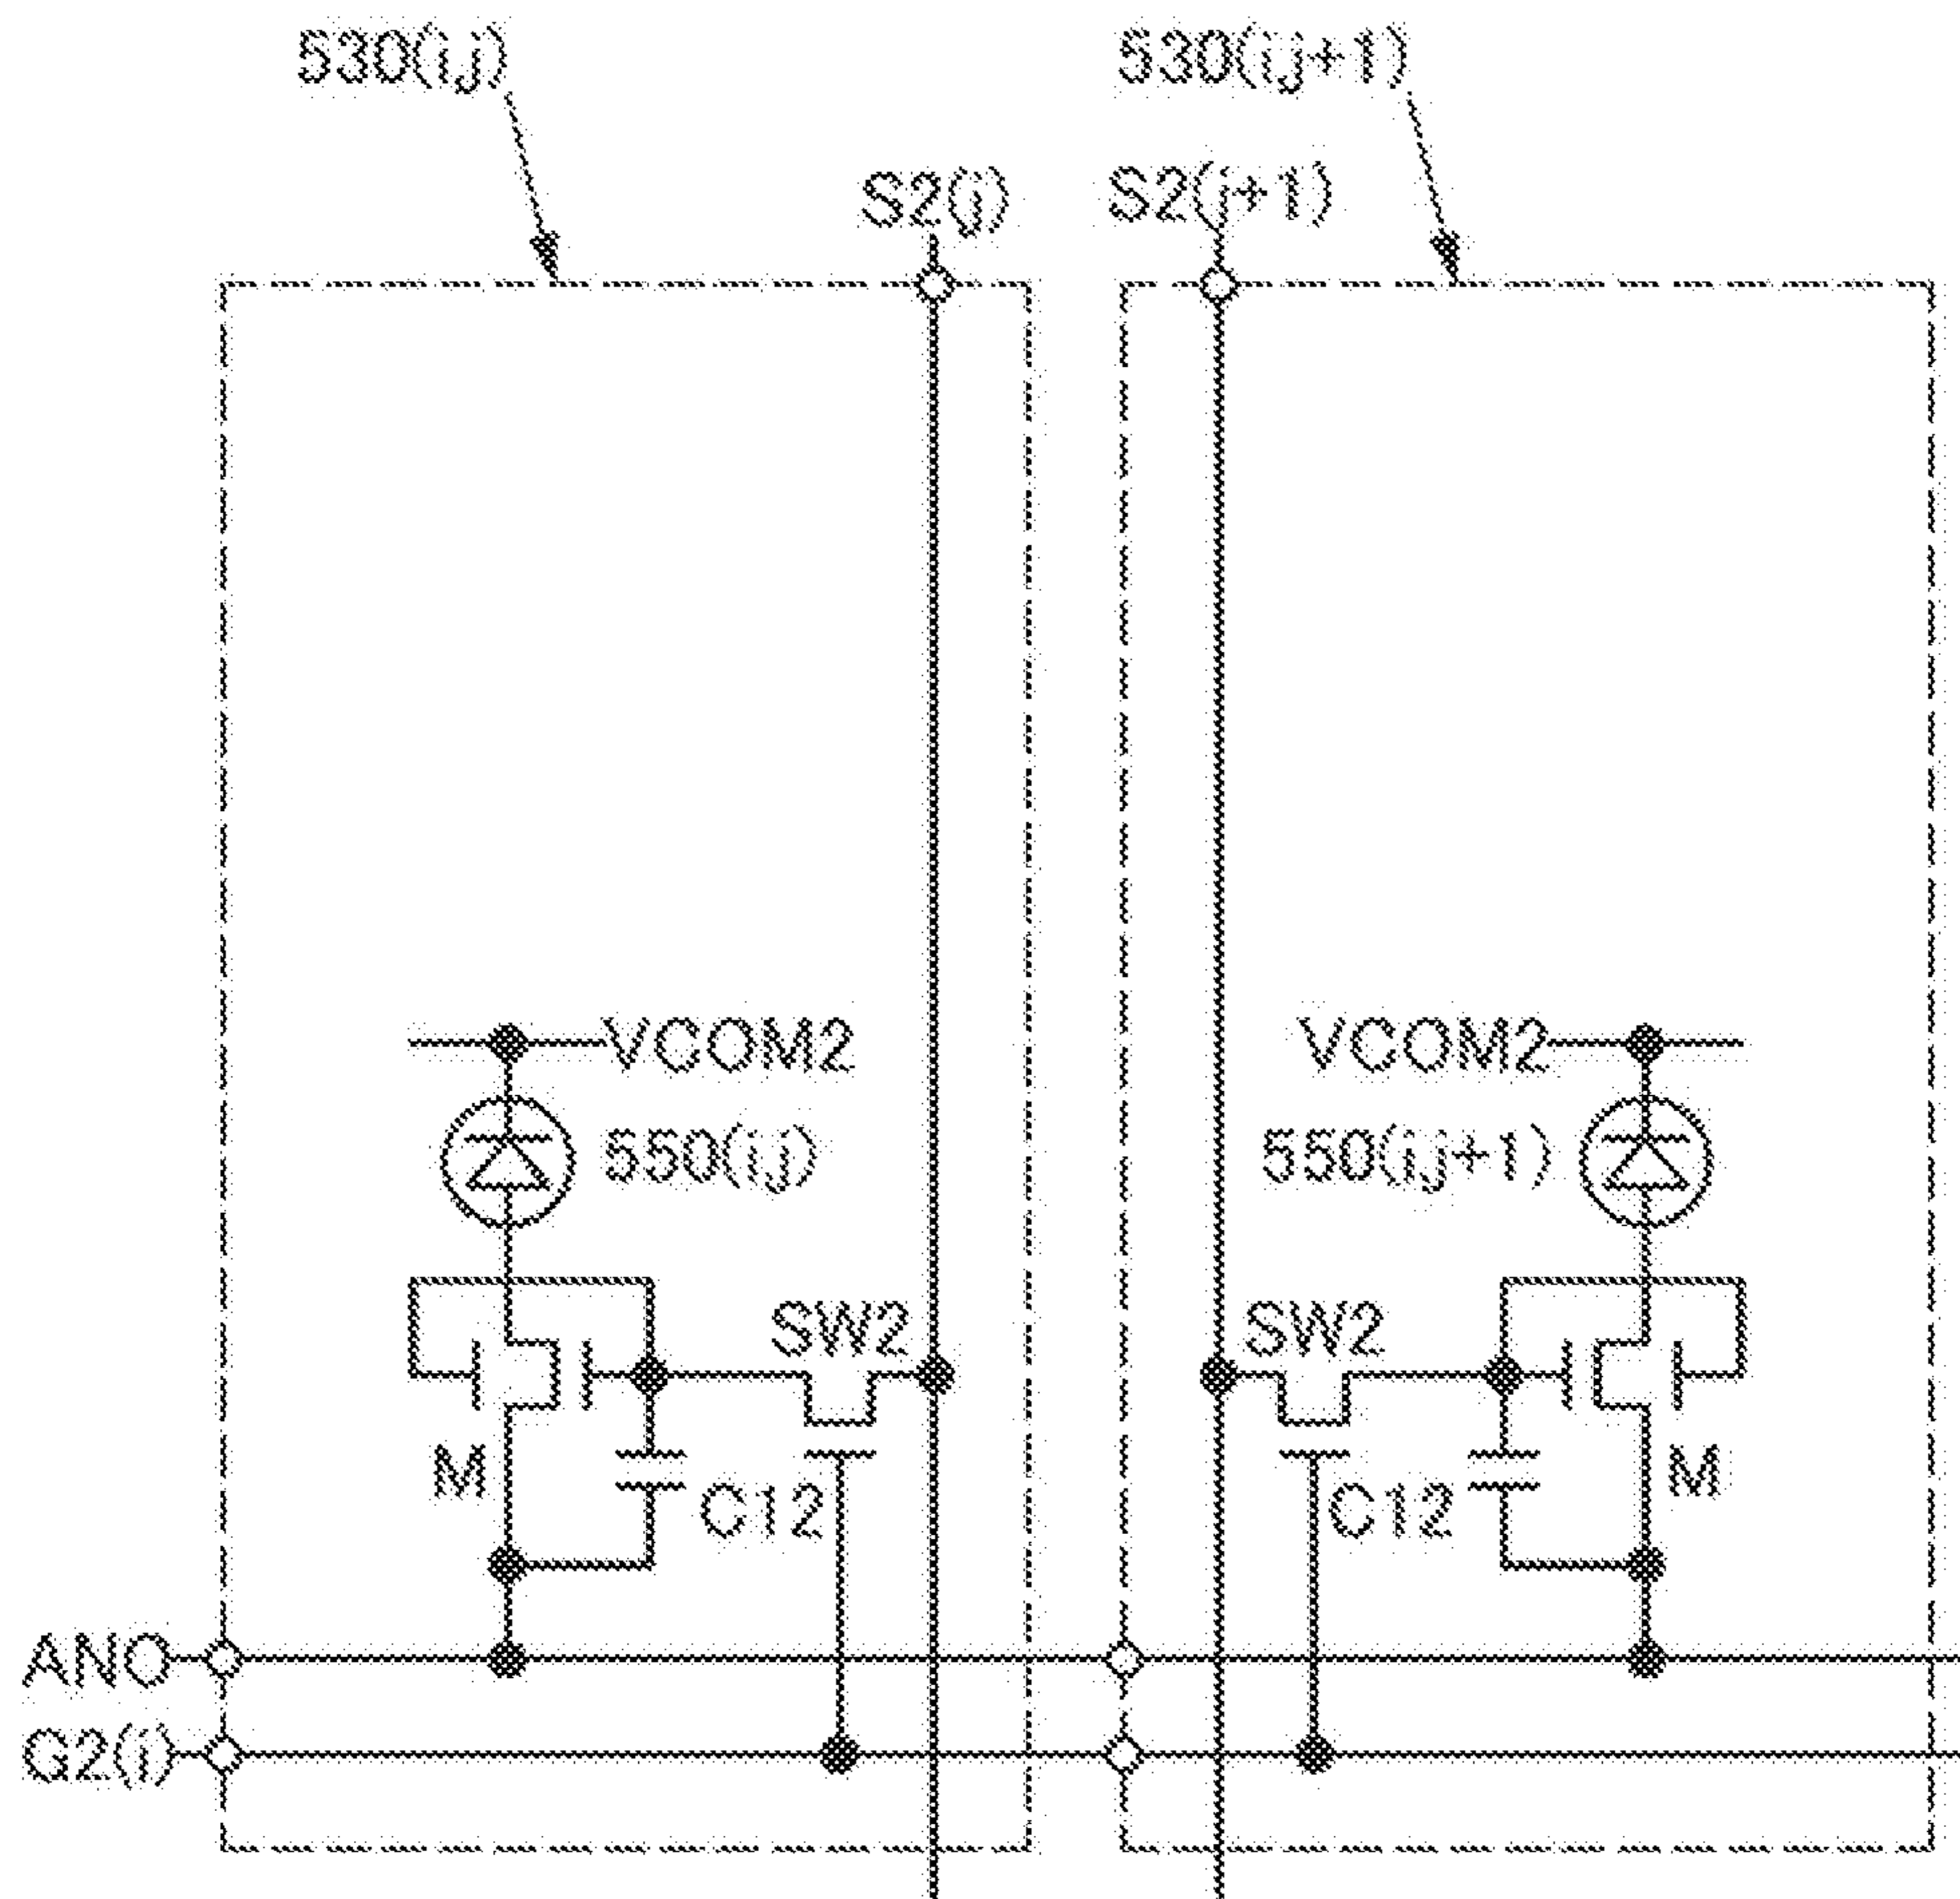 530(i,j)
530(i,j+1)
S2(j)
S2(j+1)
VCOM2
VCOM2
550(i,j)
550(i,j+1)
SW2
SW2
M
C12
C12
M
ANO
G2(i)